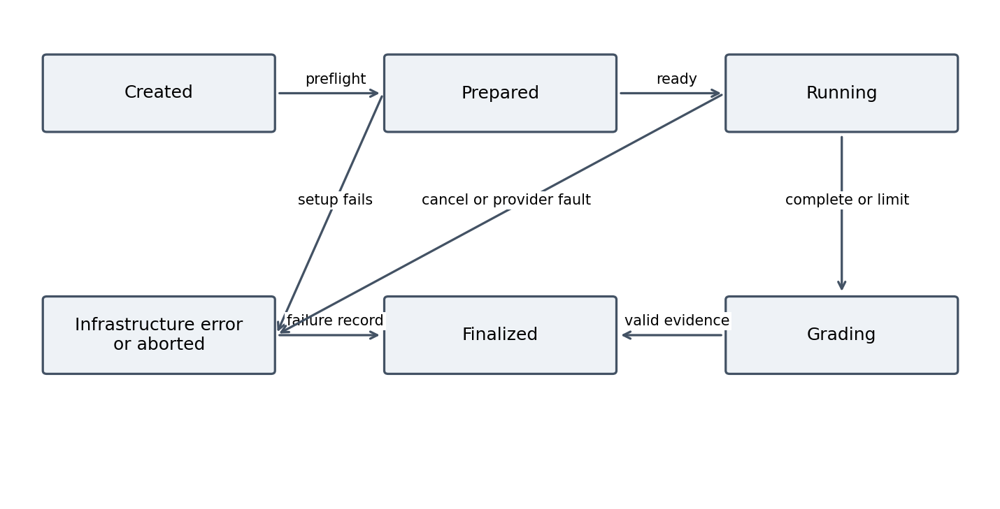 Created
preflight
Prepared
ready
Running
setup fails
cancel or provider fault
complete or limit
Infrastructure error
or aborted
failure record
Finalized
valid evidence
Grading